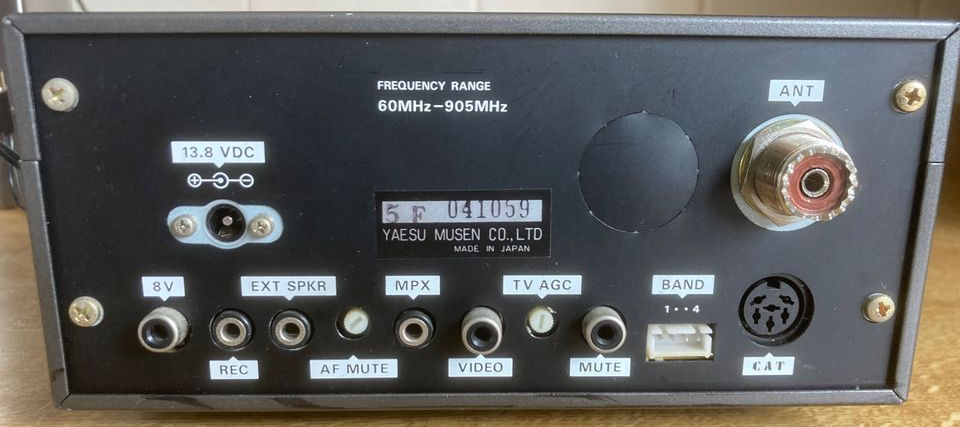 FREQUENCY RANGE
60MHz-905MHz
ANT
13.8 VDC
5F 041059
YAESU MUSEN CO.,LTD
MADE IN JAPAN
8V
EXT SPKR
MPX
TV AGC
BAND
1 • • 4
REC
AF MUTE
VIDEO
MUTE
CAT